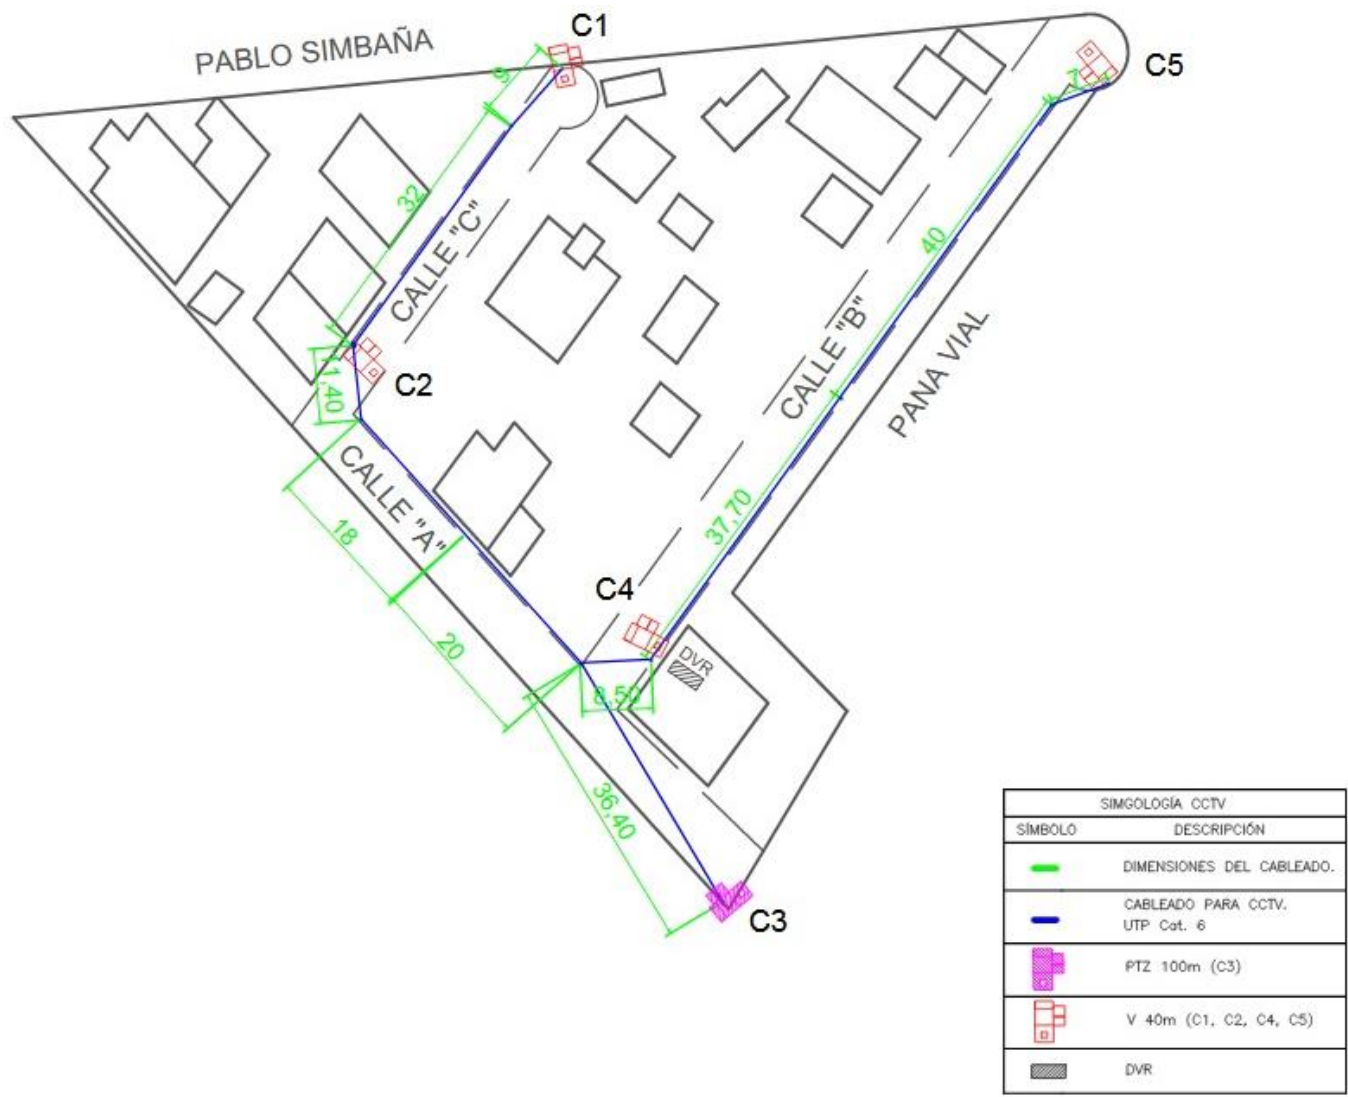 C1
PABLO SIMBAÑA
C5
9
7
32
CALLE "C"
40
CALLE "B"
PANA VIAL
C2
11,40
CALLE "A"
18
37,70
20
C4
DVR
8,50
36,40
C3
SIMGOLOGÍA CCTV
SÍMBOLO DESCRIPCIÓN
DIMENSIONES DEL CABLEADO.
CABLEADO PARA CCTV.
UTP Cat. 6
PTZ 100m (C3)
V 40m (C1, C2, C4, C5)
DVR